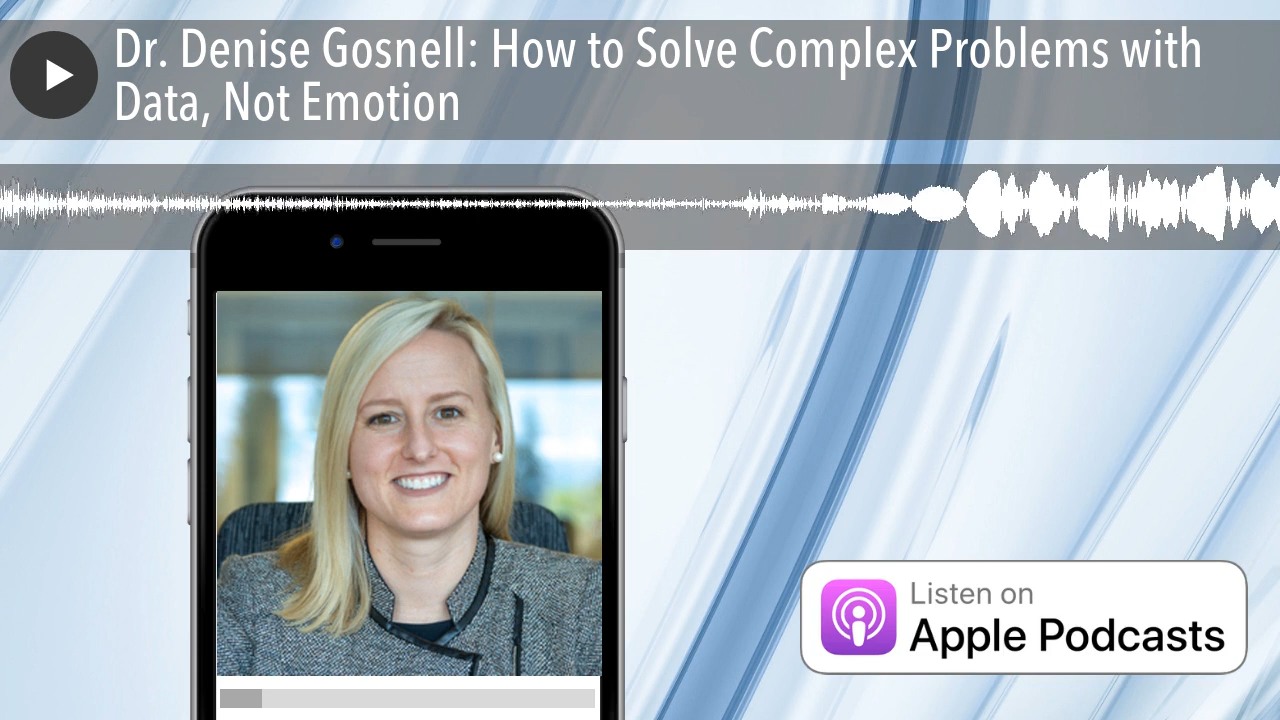 Dr. Denise Gosnell: How to Solve Complex Problems with
Data, Not Emotion
Listen on
Apple Podcasts